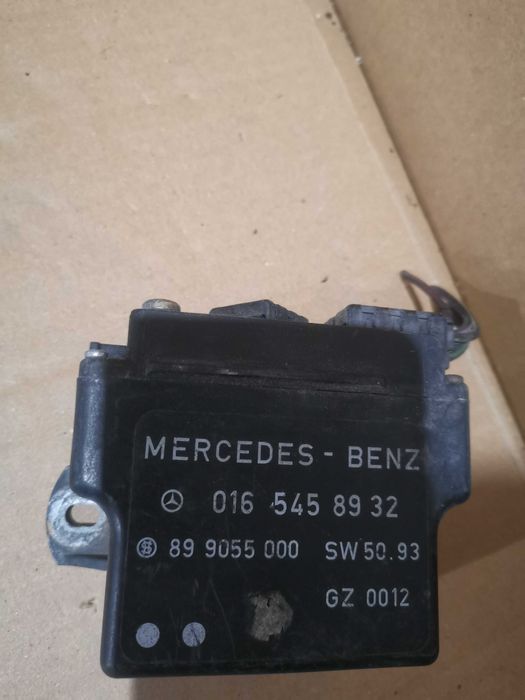 MERCEDES - BENZ
016 545 89 32
89 9055 000 SW 50.93
GZ 0012